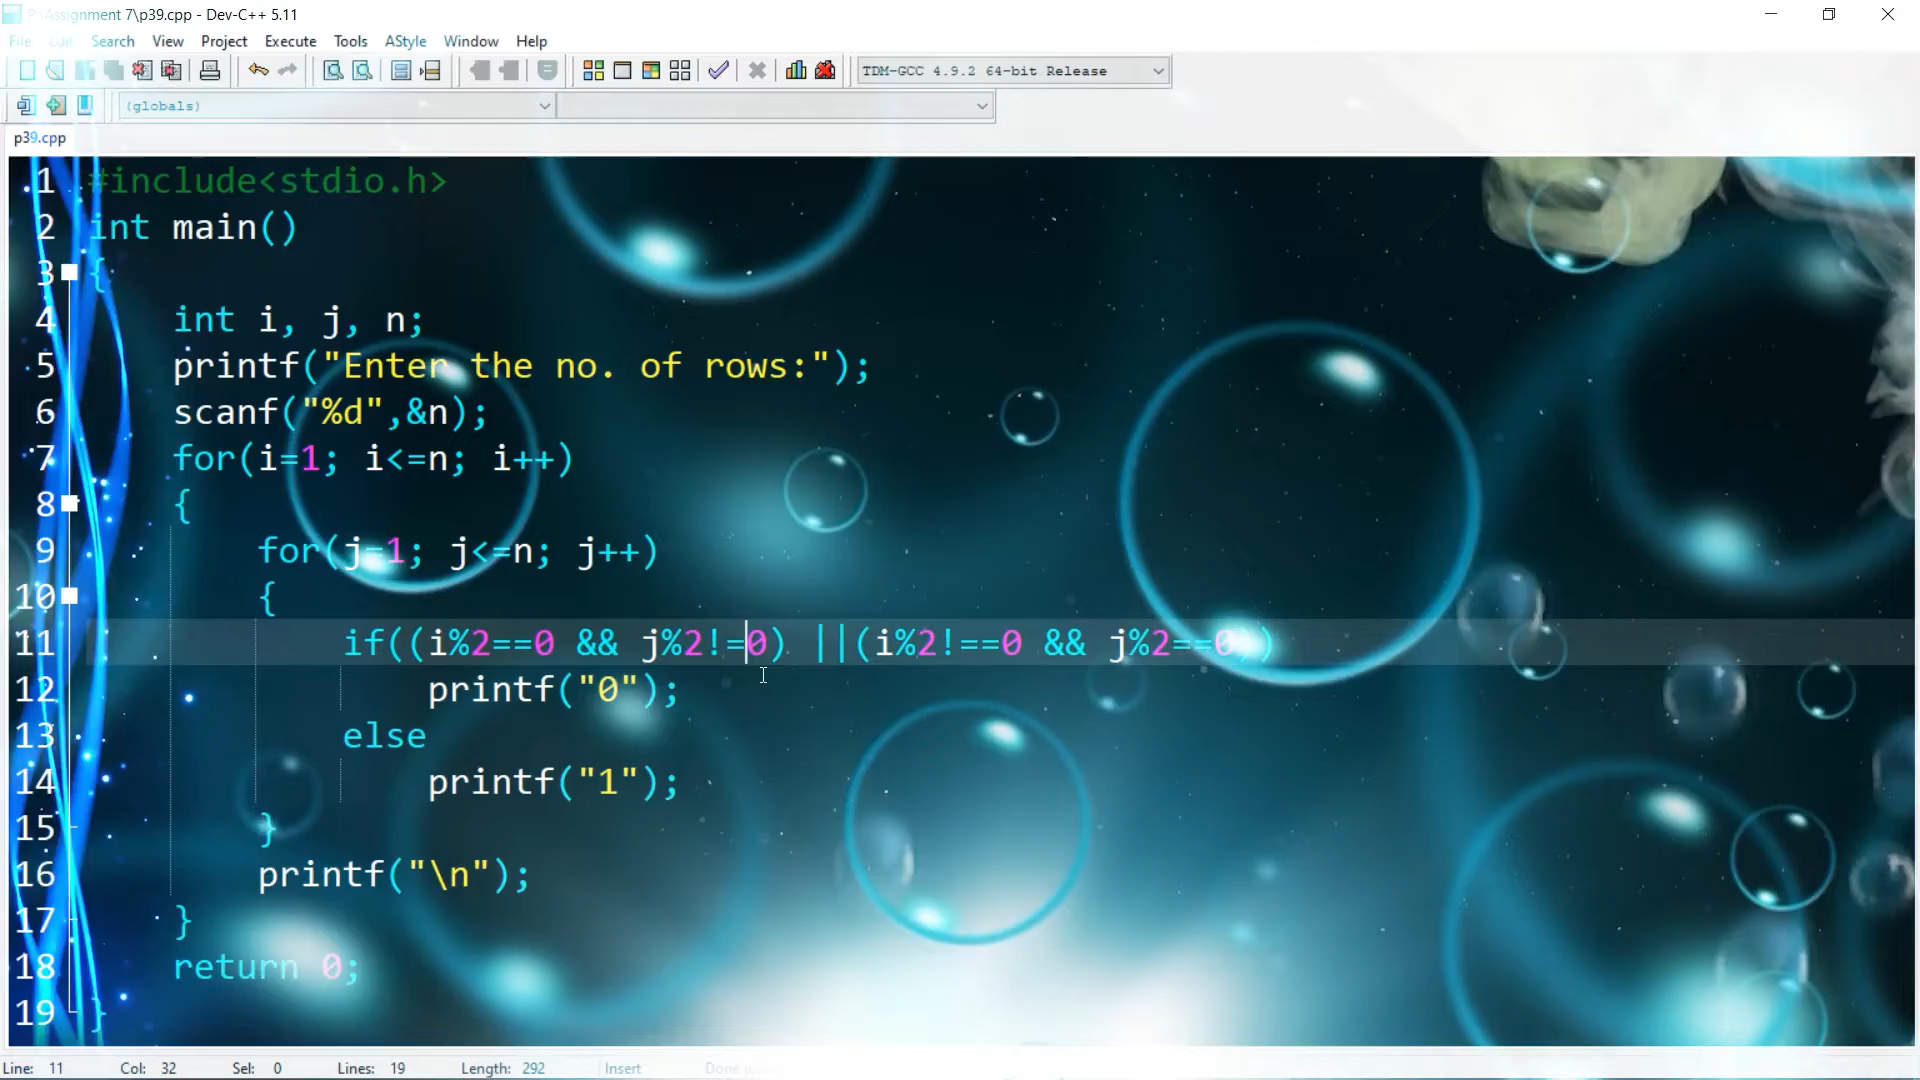 P:\Assignment 7\p39.cpp - Dev-C++ 5.11
File Edit Search View Project Execute Tools AStyle Window Help
TDM-GCC 4.9.2 64-bit Release
(globals)
p39.cpp
1 #include<stdio.h>
2 int main()
3 {
4 int i, j, n;
5 printf("Enter the no. of rows:");
6 scanf("%d",&n);
7 for(i=1; i<=n; i++)
8 {
9 for(j=1; j<=n; j++)
10 {
11 if((i%2==0 && j%2!=0) ||(i%2!==0 && j%2==0))
12 printf("0");
13 else
14 printf("1");
15 }
16 printf("\n");
17 }
18 return 0;
19 }
Line: 11 Col: 32 Sel: 0 Lines: 19 Length: 292 Insert Done